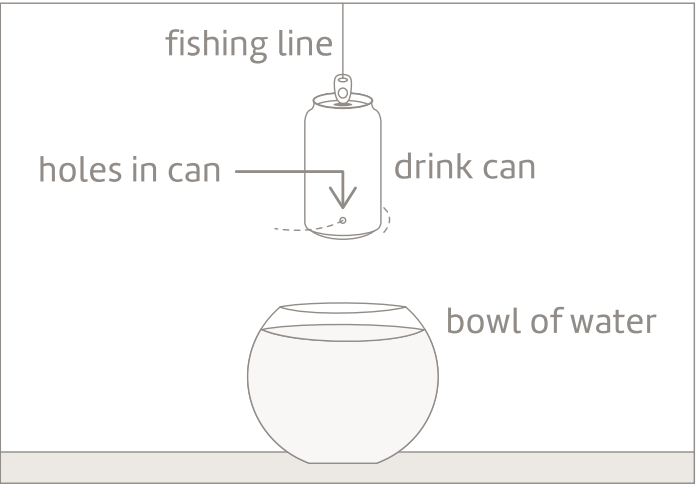 fishing line
holes in can
drink can
bowl of water